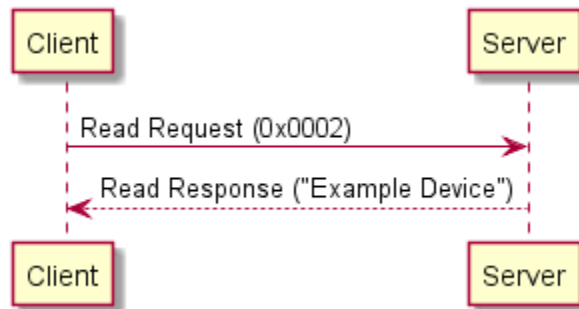 Client
Server
Read Request (0x0002)
Read Response ("Example Device")
Client
Server